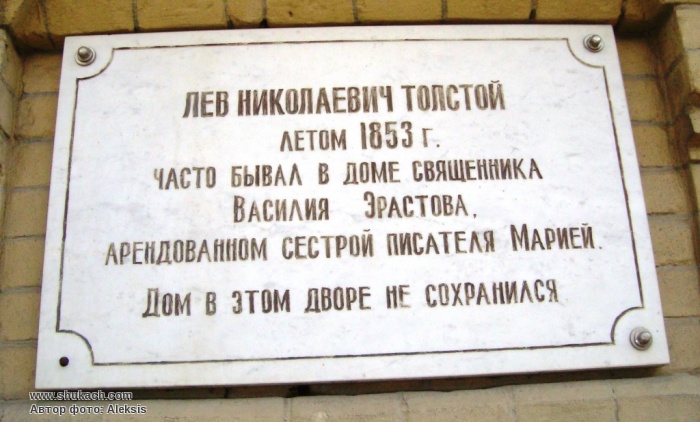 ЛЕВ НИКОЛАЕВИЧ ТОЛСТОЙ
ЛЕТОМ 1853 Г.
ЧАСТО БЫВАЛ В ДОМЕ СВЯЩЕННИКА
ВАСИЛИЯ ЭРАСТОВА,
АРЕНДОВАННОМ СЕСТРОЙ ПИСАТЕЛЯ МАРИЕЙ.
ДОМ В ЭТОМ ДВОРЕ НЕ СОХРАНИЛСЯ
www.shukach.com
Автор фото: Aleksis